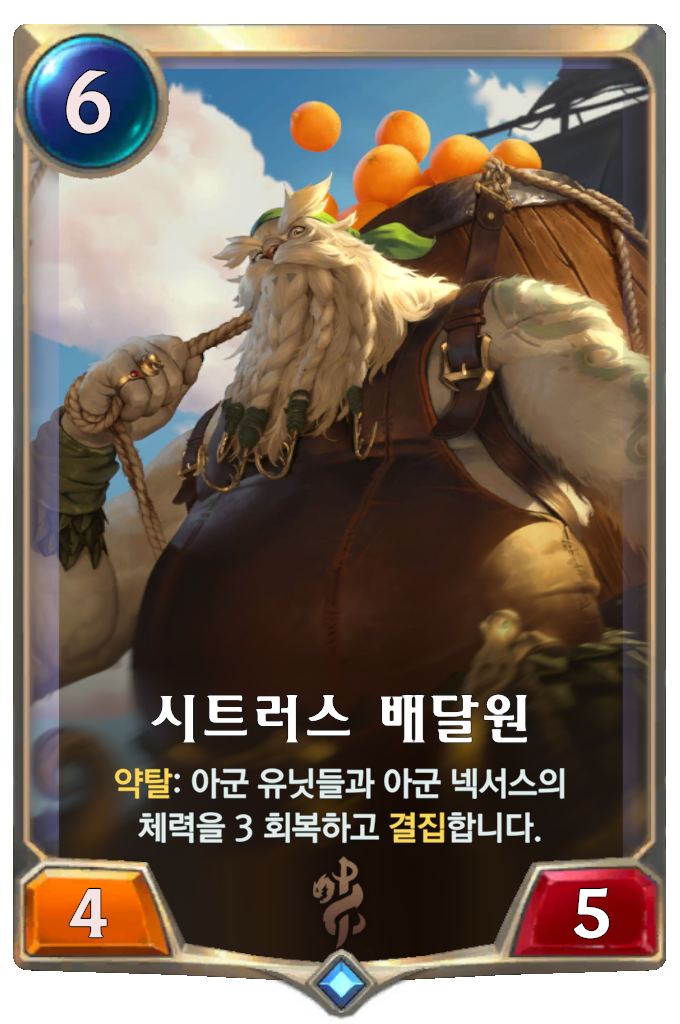 6
시트러스 배달원
약탈: 아군 유닛들과 아군 넥서스의
체력을 3 회복하고 결집합니다.
4
5